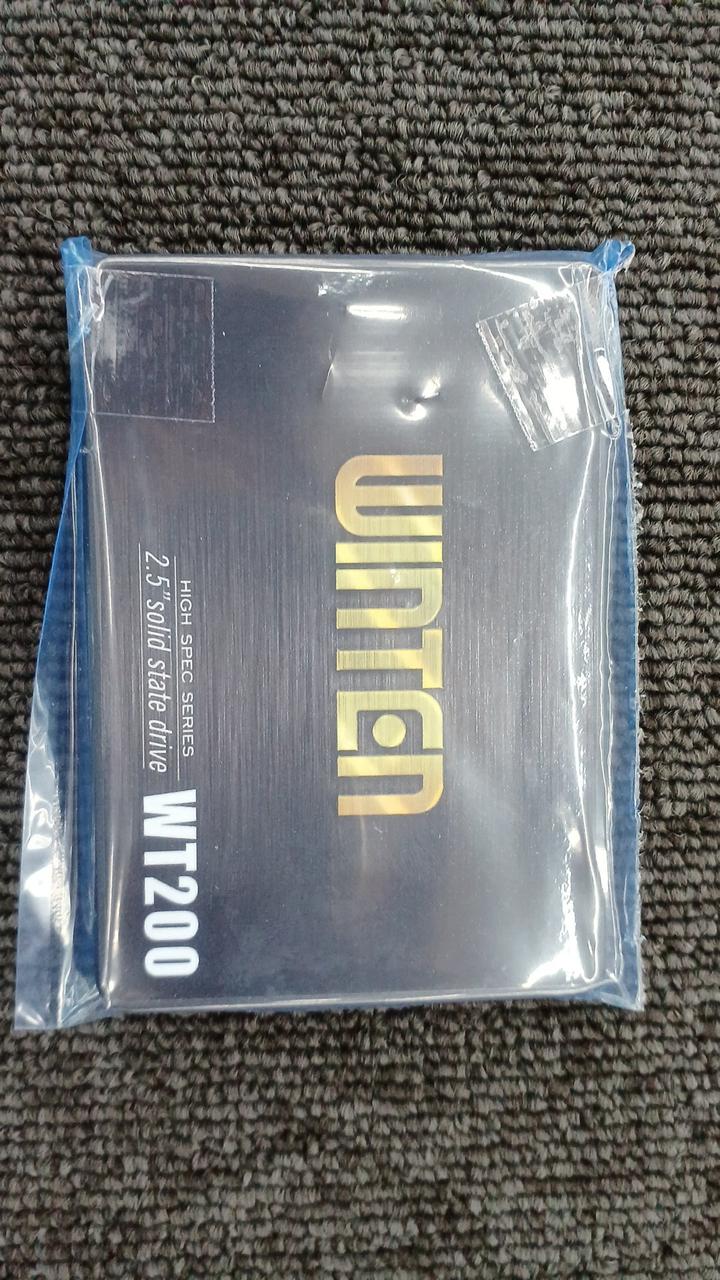 WINTEN
HIGH SPEC SERIES
2.5"solid state drive
WT200